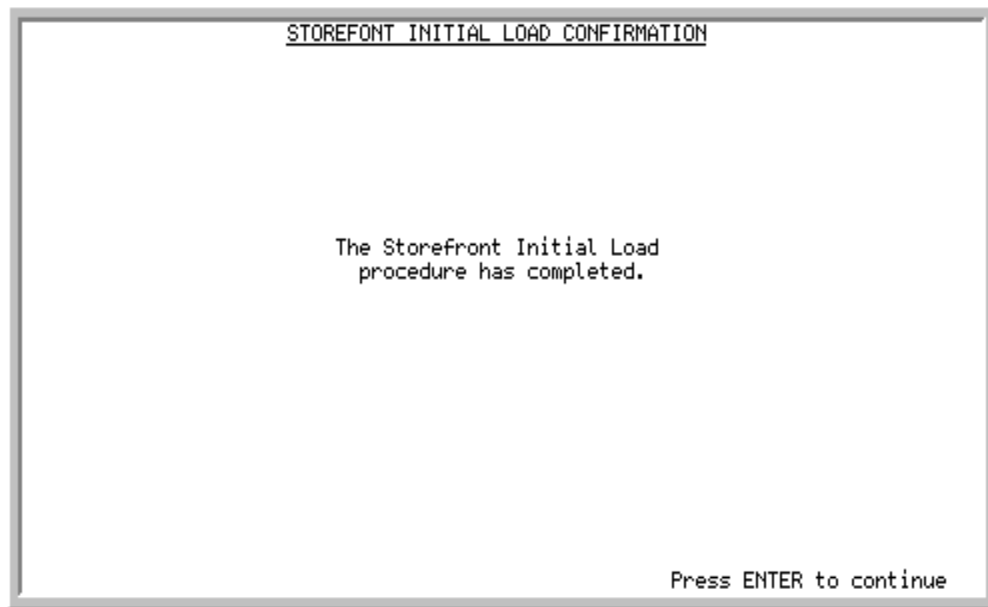 STOREFONT INITIAL LOAD CONFIRMATION
The Storefront Initial Load
procedure has completed.
Press ENTER to continue